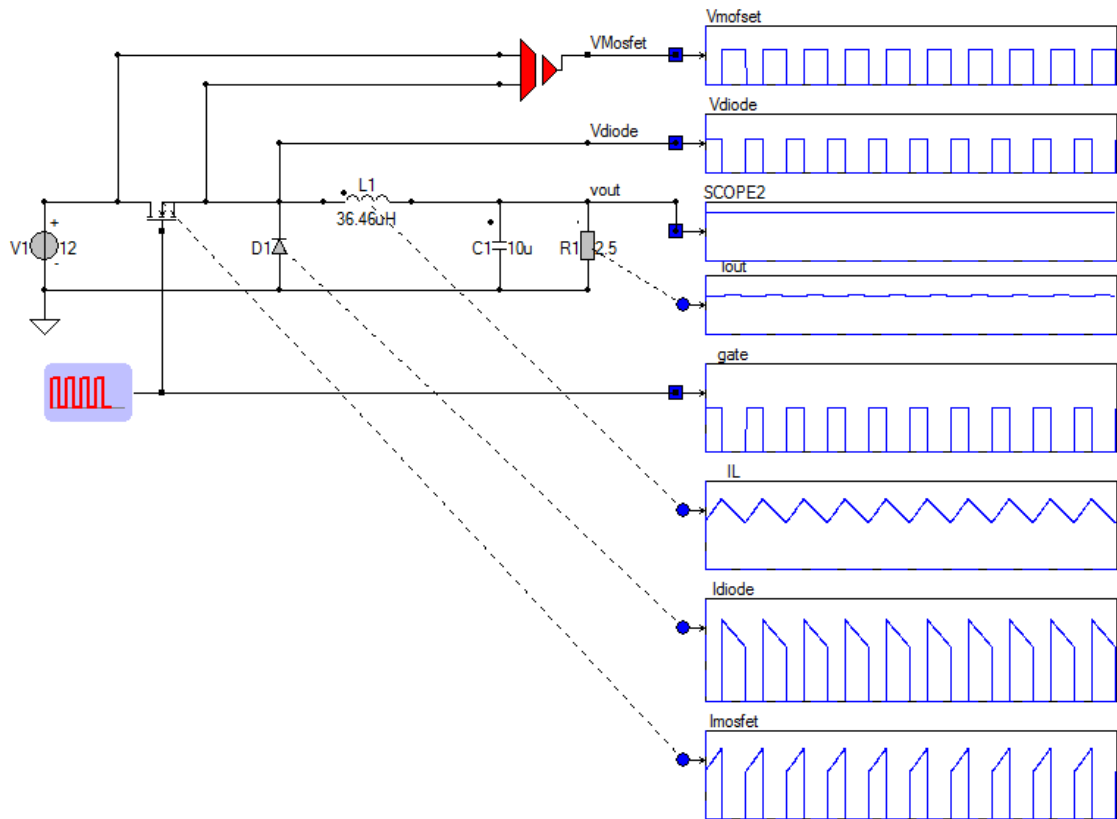 Vmofset
VMosfet
Vdiode
Vdiode
L1
vout
SCOPE2
36.46uH
V1
+
-
12
D1
C1
10u
R1
2.5
Iout
gate
IL
Idiode
Imosfet